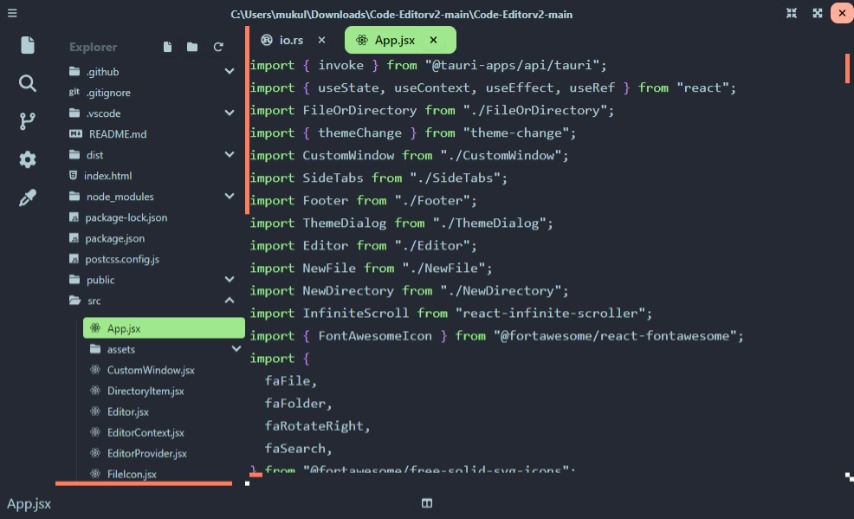 C:\Users\mukul\Downloads\Code-Editorv2-main\Code-Editorv2-main
Explorer
.github
git .gitignore
.vscode
README.md
dist
index.html
node_modules
package-lock.json
package.json
postcss.config.js
public
src
App.jsx
assets
CustomWindow.jsx
DirectoryItem.jsx
Editor.jsx
EditorContext.jsx
EditorProvider.jsx
FileIcon.jsx
io.rs
App.jsx
import { invoke } from "@tauri-apps/api/tauri";
import { useState, useContext, useEffect, useRef } from "react";
import FileOrDirectory from "./FileOrDirectory";
import { themeChange } from "theme-change";
import CustomWindow from "./CustomWindow";
import SideTabs from "./SideTabs";
import Footer from "./Footer";
import ThemeDialog from "./ThemeDialog";
import Editor from "./Editor";
import NewFile from "./NewFile";
import NewDirectory from "./NewDirectory";
import InfiniteScroll from "react-infinite-scroller";
import { FontAwesomeIcon } from "@fortawesome/react-fontawesome";
import {
faFile,
faFolder,
faRotateRight,
faSearch,
} from "@fortawesome/free-solid-svg-icons";
App.jsx